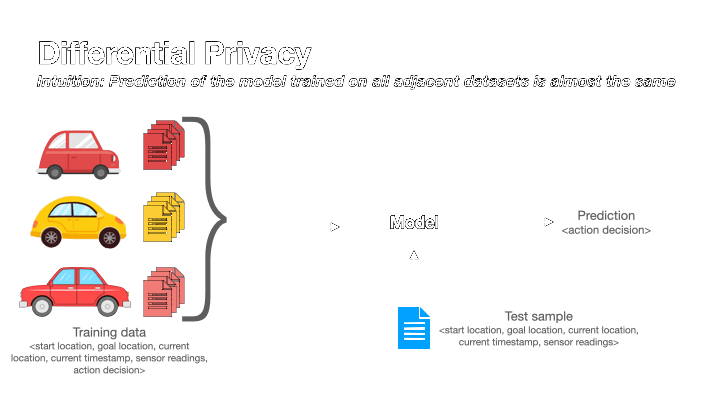 Differential Privacy
Intuition: Prediction of the model trained on all adjacent datasets is almost the same
Model
Prediction
<action decision>
Test sample
<start location, goal location, current location,
current timestamp, sensor readings>
Training data
<start location, goal location, current
location, current timestamp, sensor readings,
action decision>